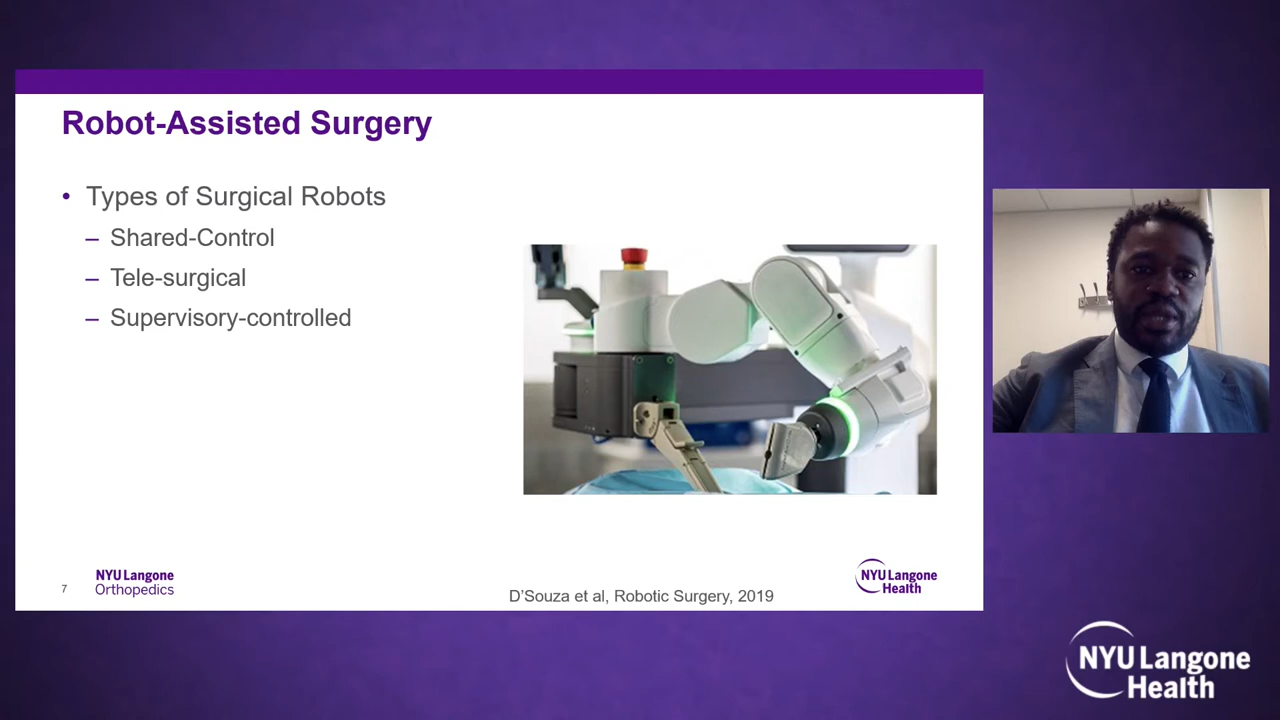 Robot-Assisted Surgery
• Types of Surgical Robots
– Shared-Control
– Tele-surgical
– Supervisory-controlled
7
NYU Langone
Orthopedics
D’Souza et al, Robotic Surgery, 2019
NYU Langone
Health
NYU Langone
Health